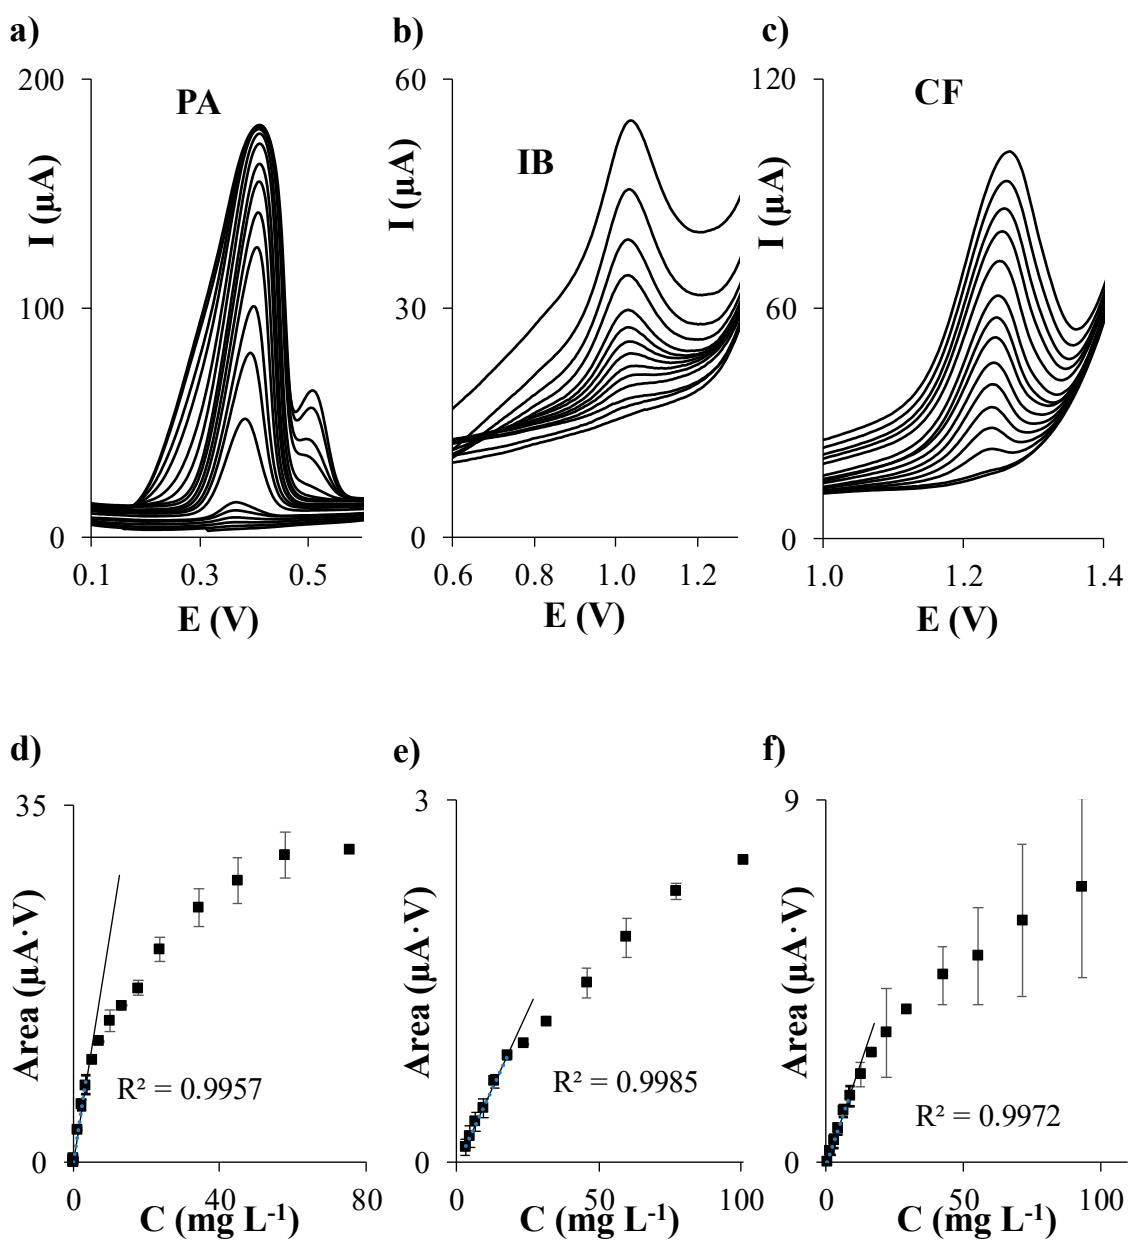 a)
PA
I (µA)
200
100
0
0.1 0.3 0.5
E (V)
b)
IB
I (µA)
60
30
0
0.6 0.8 1.0 1.2
E (V)
c)
CF
I (µA)
120
60
0
1.0 1.2 1.4
E (V)
d)
Area (µA·V)
35
0
R² = 0.9957
0 40 80
C (mg L⁻¹)
e)
Area (µA·V)
3
0
R² = 0.9985
0 50 100
C (mg L⁻¹)
f)
Area (µA·V)
9
0
R² = 0.9972
0 50 100
C (mg L⁻¹)